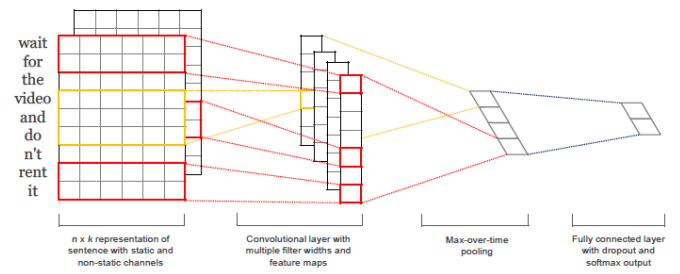 wait
for
the
video
and
do
n't
rent
it
n x k representation of
sentence with static and
non-static channels
Convolutional layer with
multiple filter widths and
feature maps
Max-over-time
pooling
Fully connected layer
with dropout and
softmax output